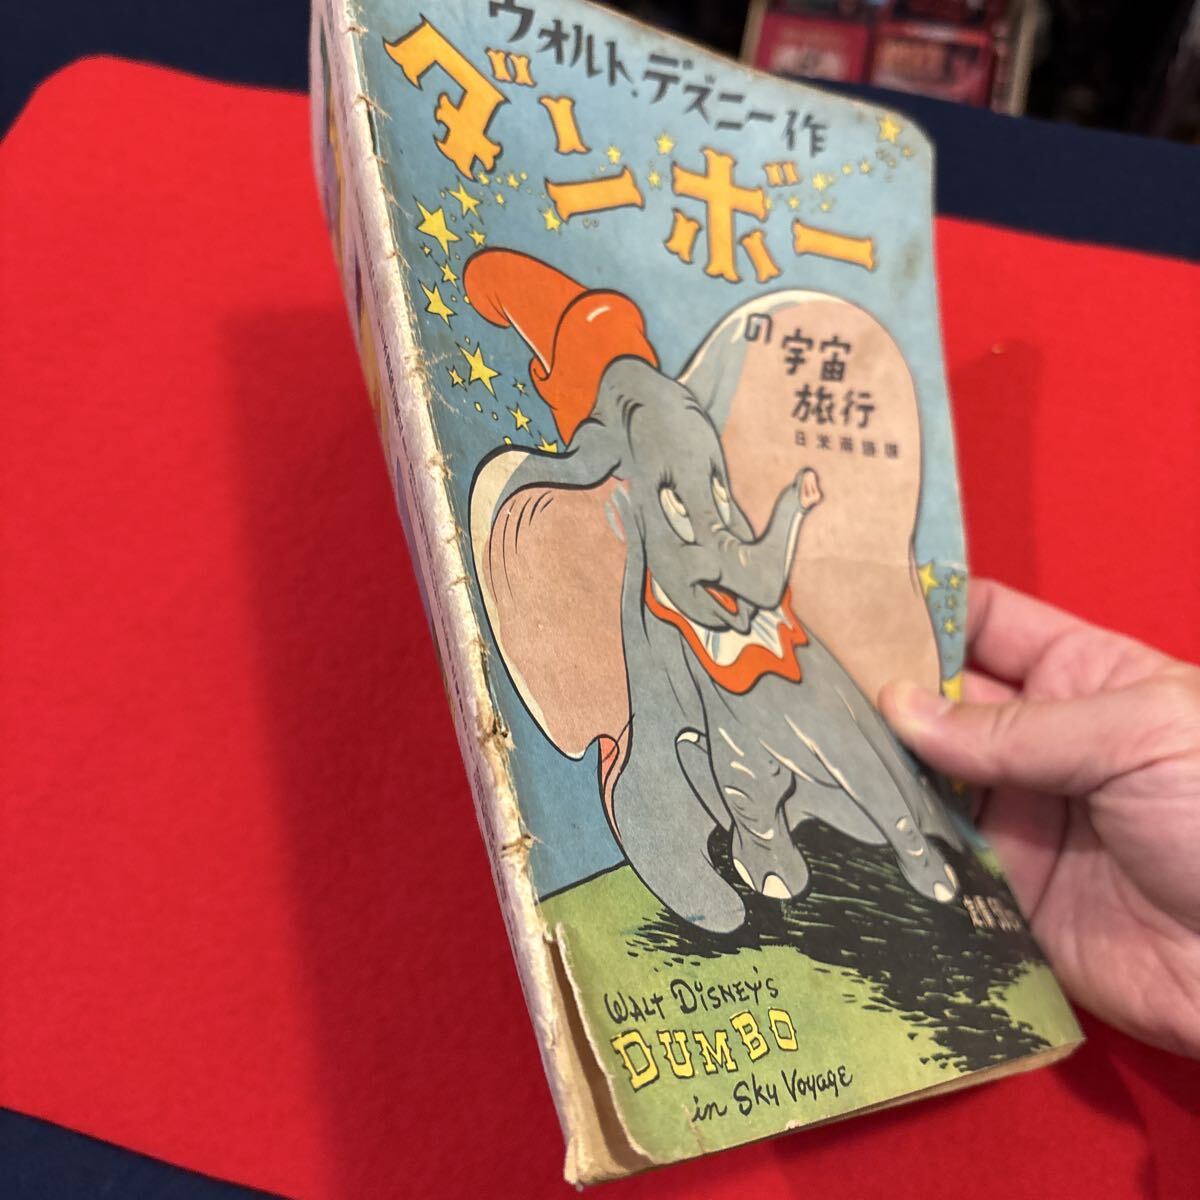 ウォルト、デズニー作
ダンボー
の宇宙
旅行
日米両語版
WALT DISNEY'S
DUMBO
in SKY VOYAGE